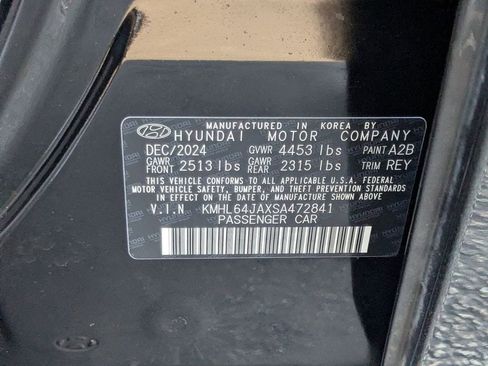 MANUFACTURED IN KOREA BY
HYUNDAI MOTOR COMPANY
DEC/2024 GVWR 4453 lbs PAINT A2B
GAWR FRONT 2513 lbs GAWR REAR 2315 lbs TRIM REY
THIS VEHICLE CONFORMS TO ALL APPLICABLE U.S.A. FEDERAL
MOTOR VEHICLE SAFETY, BUMPER, AND THEFT PREVENTION STANDARDS
IN EFFECT ON THE DATE OF MANUFACTURE SHOWN ABOVE.
V.I.N. KMHL64JAXSA472841
PASSENGER CAR